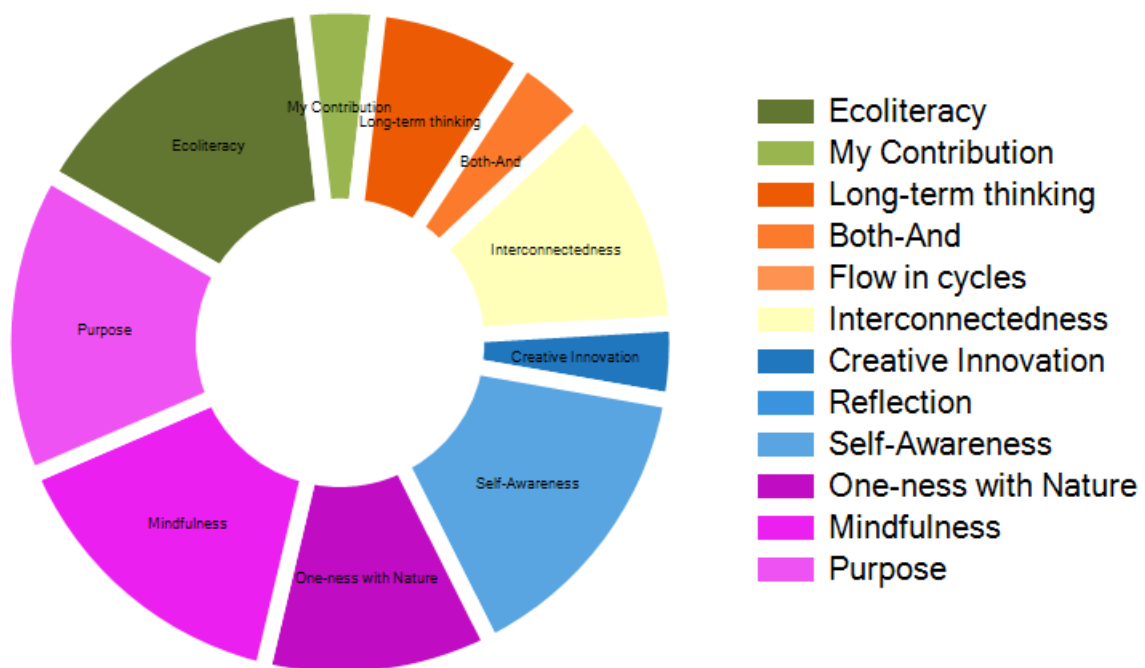 My Contribution
Long-term thinking
Ecoliteracy
Both-And
Interconnectedness
Purpose
Creative Innovation
Self-Awareness
Mindfulness
One-ness with Nature
Ecoliteracy
My Contribution
Long-term thinking
Both-And
Flow in cycles
Interconnectedness
Creative Innovation
Reflection
Self-Awareness
One-ness with Nature
Mindfulness
Purpose